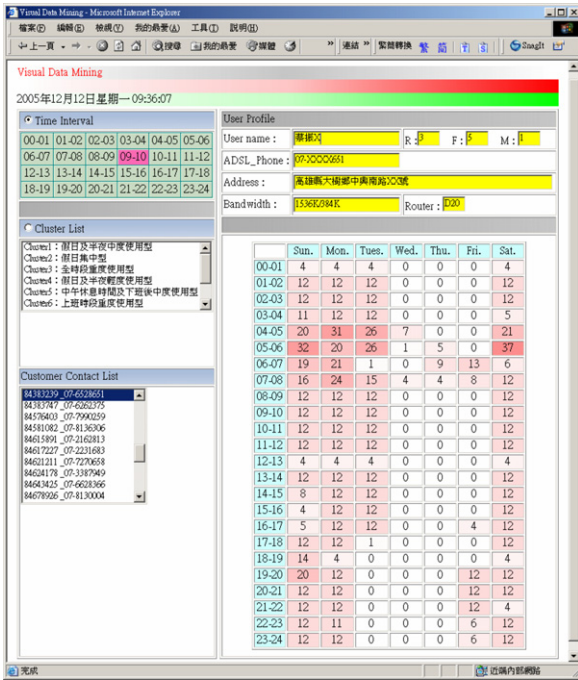 Visual Data Mining - Microsoft Internet Explorer
檔案(F) 編輯(E) 檢視(V) 我的最愛(A) 工具(T) 說明(H)
上一頁 搜尋 我的最愛 媒體 連結 緊簡轉換 繁 簡 SnagIt
Visual Data Mining
2005年12月12日星期一 09:36:07
Time Interval
00-01 01-02 02-03 03-04 04-05 05-06
06-07 07-08 08-09 09-10 10-11 11-12
12-13 13-14 14-15 15-16 16-17 17-18
18-19 19-20 20-21 21-22 22-23 23-24
Cluster List
Cluster1：假日及半夜中度使用型
Cluster2：假日集中型
Cluster3：全時段重度使用型
Cluster4：假日及半夜輕度使用型
Cluster5：中午休息時間及下班後中度使用型
Cluster6：上班時段重度使用型
Customer Contact List
84383239_07-6528651
84383747_07-6262375
84576403_07-7990259
84581082_07-8136306
84615891_07-2162813
84617227_07-2231683
84621211_07-7270658
84624178_07-3387949
84643425_07-6628366
84678926_07-8130004
User Profile
User name : 蔡振X R : 3 F : 5 M : 1
ADSL_Phone : 07-XXXX651
Address : 高雄縣大樹鄉中興南路XX號
Bandwidth : 1536K/384K Router : D20
Sun. Mon. Tues. Wed. Thu. Fri. Sat.
00-01 4 4 4 0 0 0 4
01-02 12 12 12 0 0 0 12
02-03 12 12 12 0 0 0 12
03-04 11 12 12 0 0 0 5
04-05 20 31 26 7 0 0 21
05-06 32 20 26 1 5 0 37
06-07 19 21 1 0 9 13 6
07-08 16 24 15 4 4 8 12
08-09 12 12 12 0 0 0 12
09-10 12 12 12 0 0 0 12
10-11 12 12 12 0 0 0 12
11-12 12 12 12 0 0 0 12
12-13 4 4 4 0 0 0 4
13-14 12 12 12 0 0 0 12
14-15 8 12 12 0 0 0 12
15-16 4 12 12 0 0 0 12
16-17 5 12 12 0 0 4 12
17-18 12 12 1 0 0 0 12
18-19 14 4 0 0 0 0 4
19-20 20 12 0 0 0 12 12
20-21 12 12 0 0 0 12 12
21-22 12 12 0 0 0 12 4
22-23 12 11 0 0 0 6 12
23-24 12 12 0 0 0 6 12
完成 近端內部網路